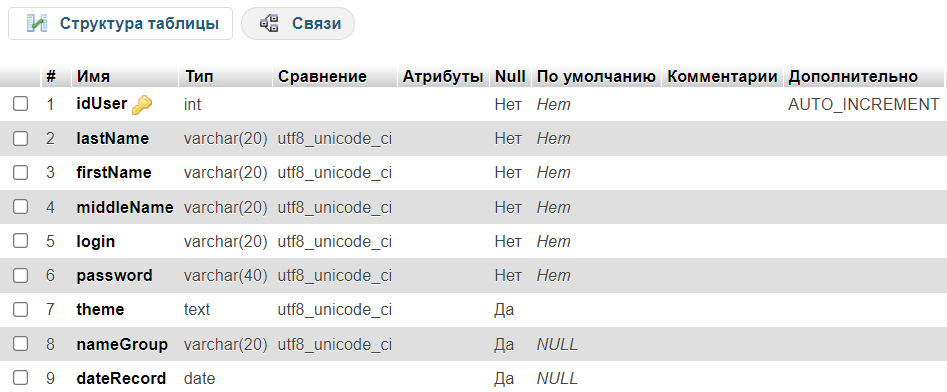 Структура таблицы Связи
# Имя Тип Сравнение Атрибуты Null По умолчанию Комментарии Дополнительно
1 idUser int Нет Нет AUTO_INCREMENT
2 lastName varchar(20) utf8_unicode_ci Нет Нет
3 firstName varchar(20) utf8_unicode_ci Нет Нет
4 middleName varchar(20) utf8_unicode_ci Нет Нет
5 login varchar(20) utf8_unicode_ci Нет Нет
6 password varchar(40) utf8_unicode_ci Нет Нет
7 theme text utf8_unicode_ci Да
8 nameGroup varchar(20) utf8_unicode_ci Да NULL
9 dateRecord date Да NULL